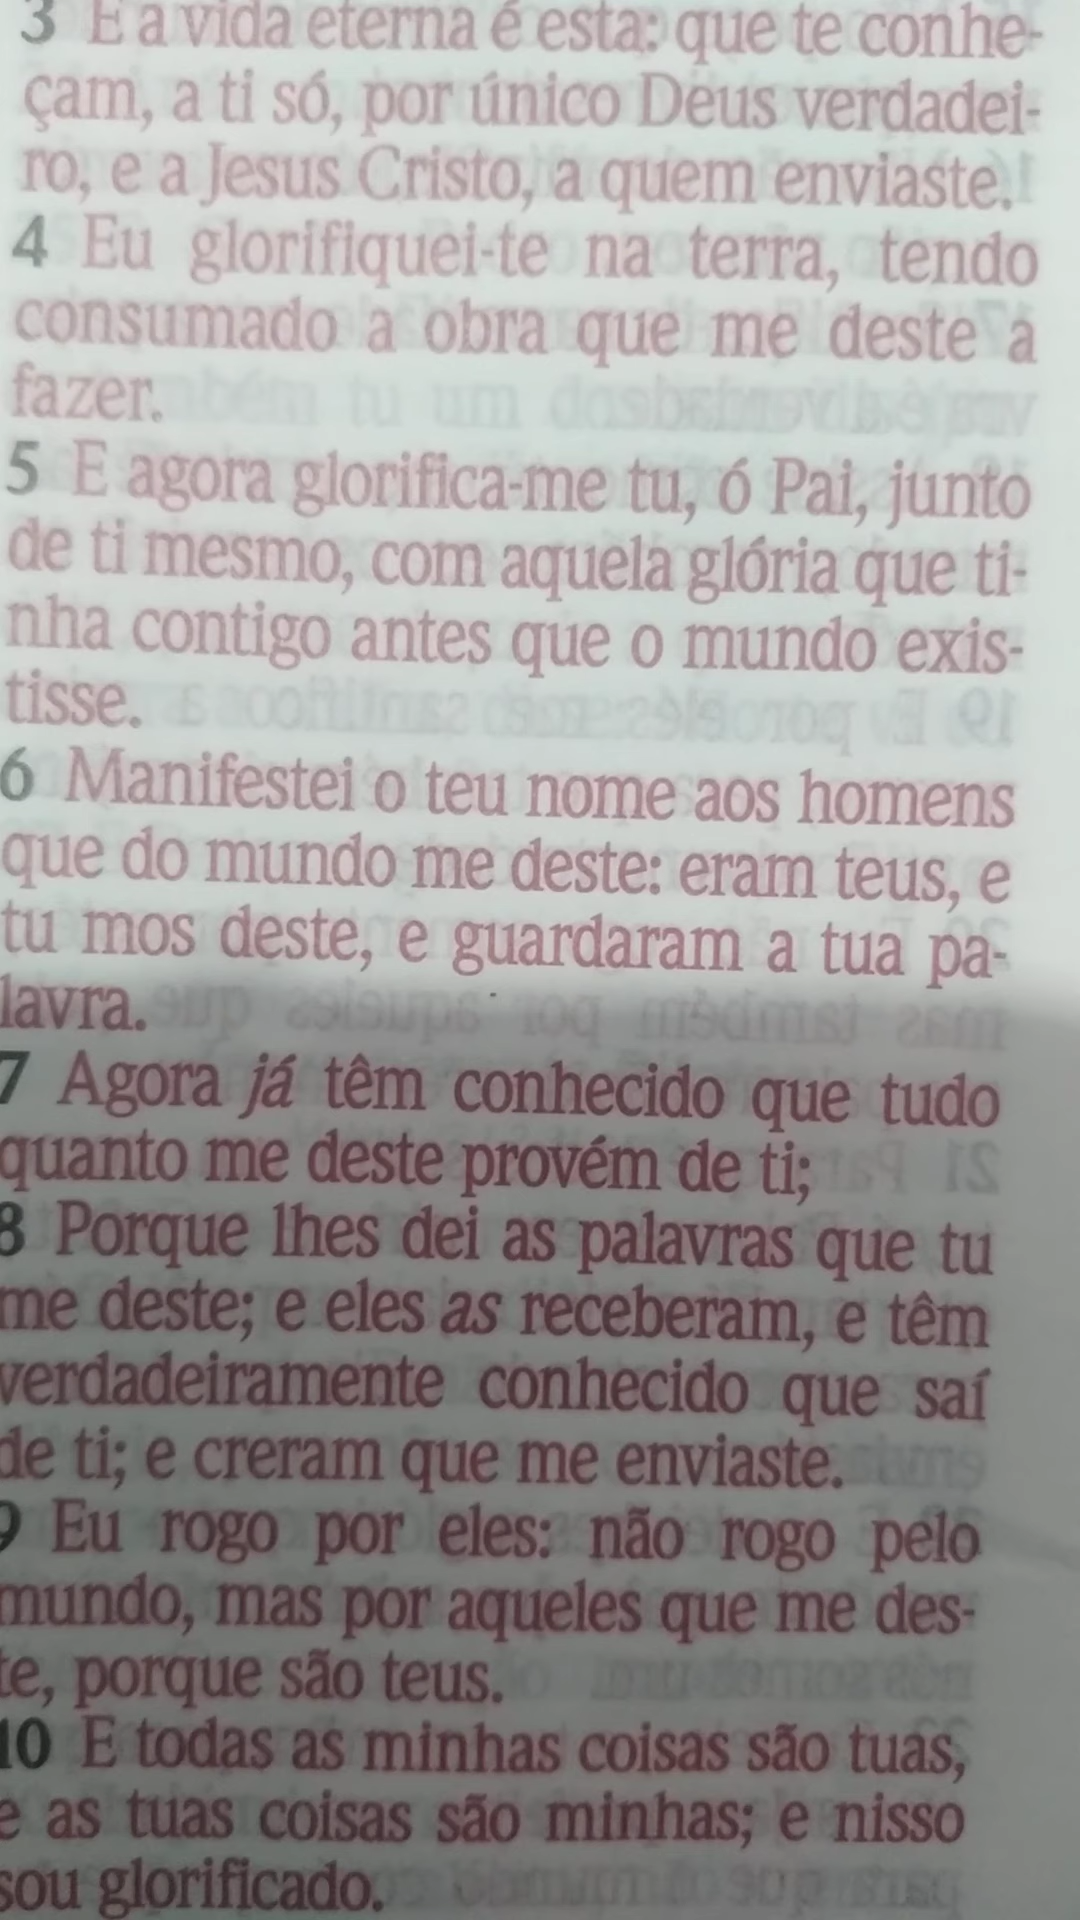 3 E a vida eterna é esta: que te conhe-
çam, a ti só, por único Deus verdadei-
ro, e a Jesus Cristo, a quem enviaste.
4 Eu glorifiquei-te na terra, tendo
consumado a obra que me deste a
fazer.
5 E agora glorifica-me tu, ó Pai, junto
de ti mesmo, com aquela glória que ti-
nha contigo antes que o mundo exis-
tisse.
6 Manifestei o teu nome aos homens
que do mundo me deste: eram teus, e
tu mos deste, e guardaram a tua pa-
lavra.
7 Agora já têm conhecido que tudo
quanto me deste provém de ti;
8 Porque lhes dei as palavras que tu
me deste; e eles as receberam, e têm
verdadeiramente conhecido que saí
de ti; e creram que me enviaste.
9 Eu rogo por eles: não rogo pelo
mundo, mas por aqueles que me des-
te, porque são teus.
10 E todas as minhas coisas são tuas,
e as tuas coisas são minhas; e nisso
sou glorificado.